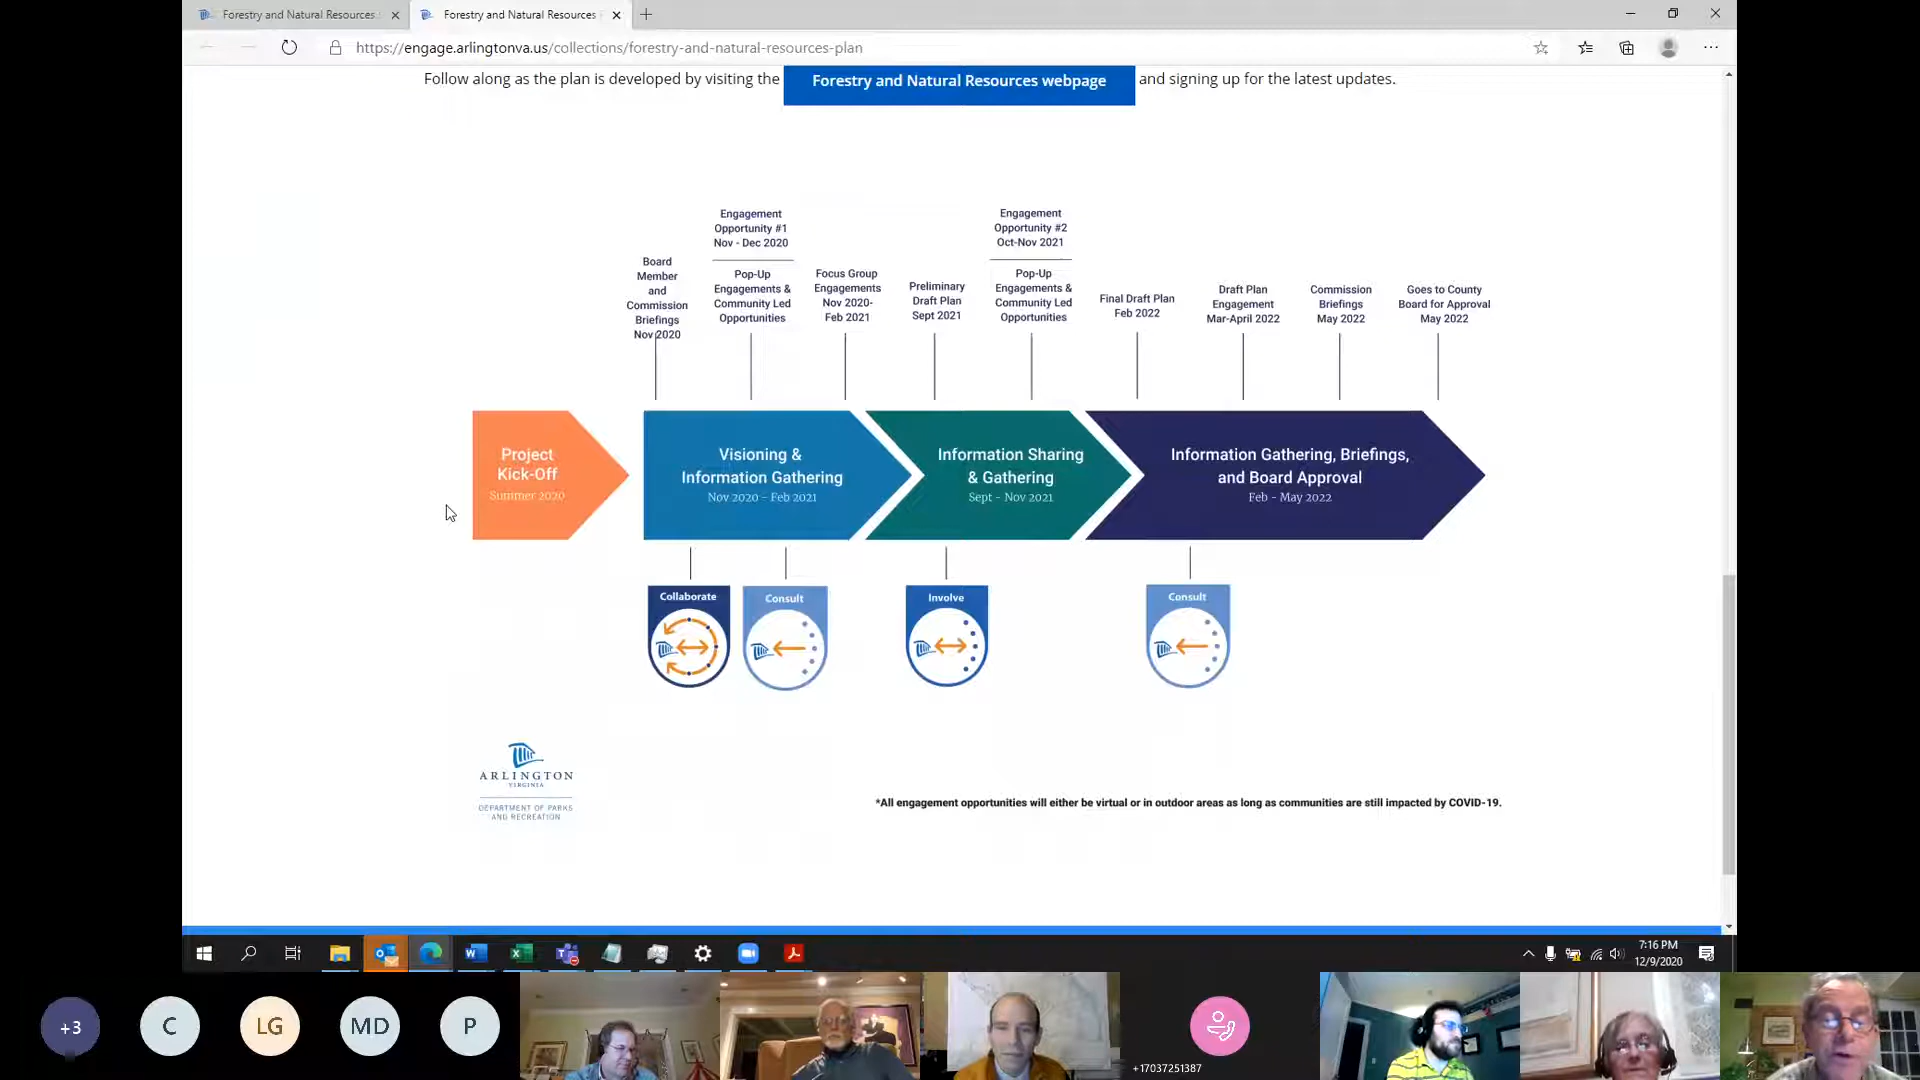 Forestry and Natural Resources
Forestry and Natural Resources
https://engage.arlingtonva.us/collections/forestry-and-natural-resources-plan
Follow along as the plan is developed by visiting the Forestry and Natural Resources webpage and signing up for the latest updates.
Board
Member
and
Commission
Briefings
Nov 2020
Engagement
Opportunity #1
Nov - Dec 2020
Pop-Up
Engagements &
Community Led
Opportunities
Focus Group
Engagements
Nov 2020-
Feb 2021
Preliminary
Draft Plan
Sept 2021
Engagement
Opportunity #2
Oct-Nov 2021
Pop-Up
Engagements &
Community Led
Opportunities
Final Draft Plan
Feb 2022
Draft Plan
Engagement
Mar-April 2022
Commission
Briefings
May 2022
Goes to County
Board for Approval
May 2022
Project
Kick-Off
Summer 2020
Visioning &
Information Gathering
Nov 2020 – Feb 2021
Information Sharing
& Gathering
Sept - Nov 2021
Information Gathering, Briefings,
and Board Approval
Feb - May 2022
Collaborate
Consult
Involve
Consult
ARLINGTON
VIRGINIA
DEPARTMENT OF PARKS
AND RECREATION
*All engagement opportunities will either be virtual or in outdoor areas as long as communities are still impacted by COVID-19.
7:16 PM
12/9/2020
+3
C
LG
MD
P
+17037251387